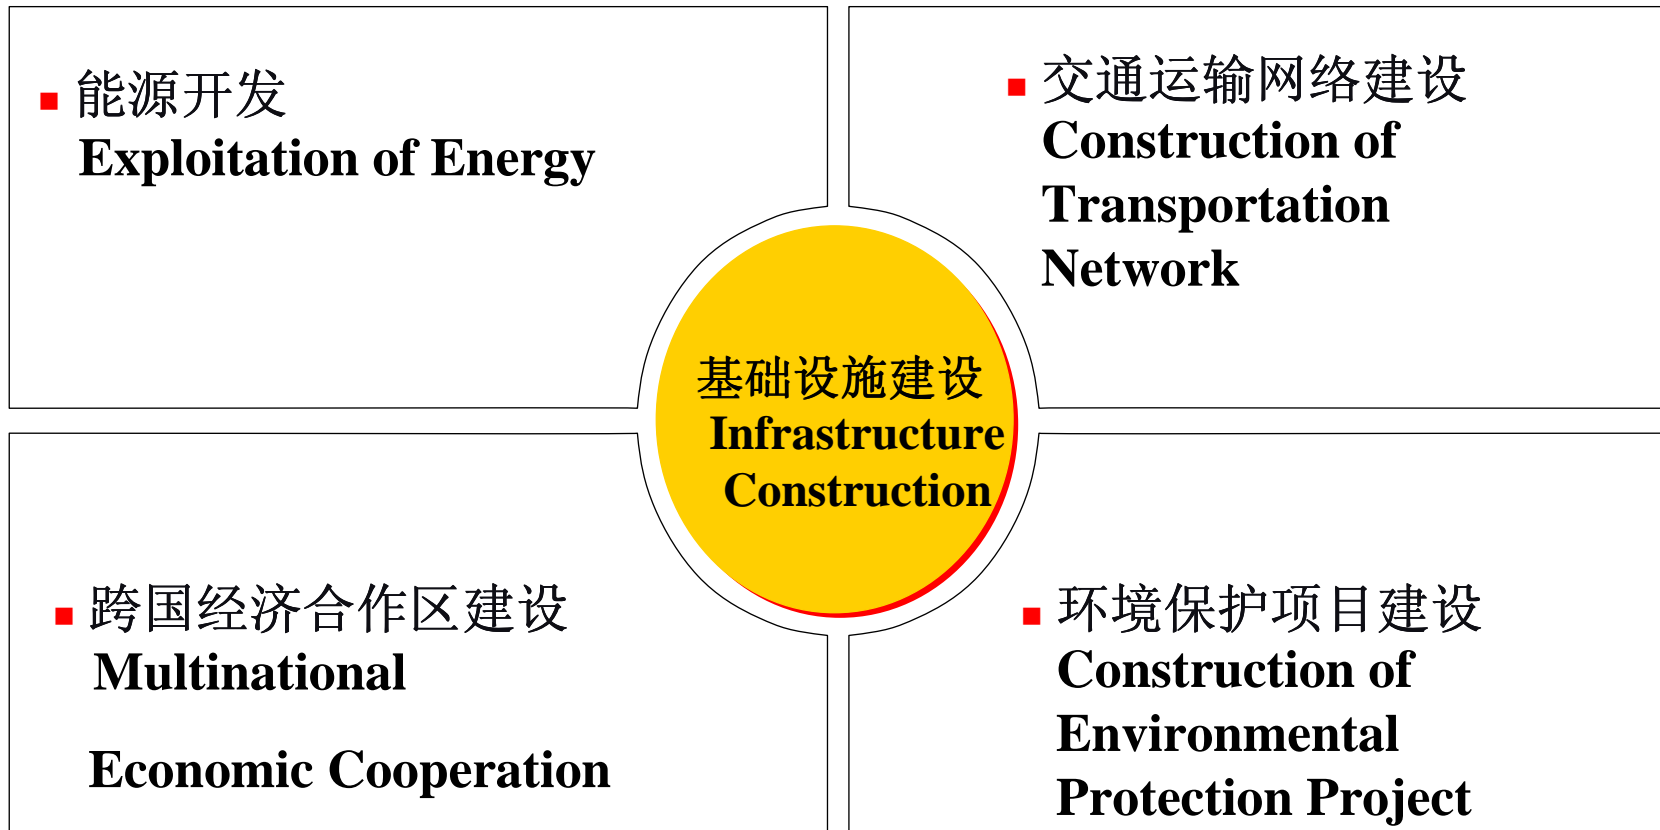 能源开发
Exploitation of Energy
交通运输网络建设
Construction of
Transportation
Network
基础设施建设
Infrastructure
Construction
跨国经济合作区建设
Multinational
Economic Cooperation
环境保护项目建设
Construction of
Environmental
Protection Project